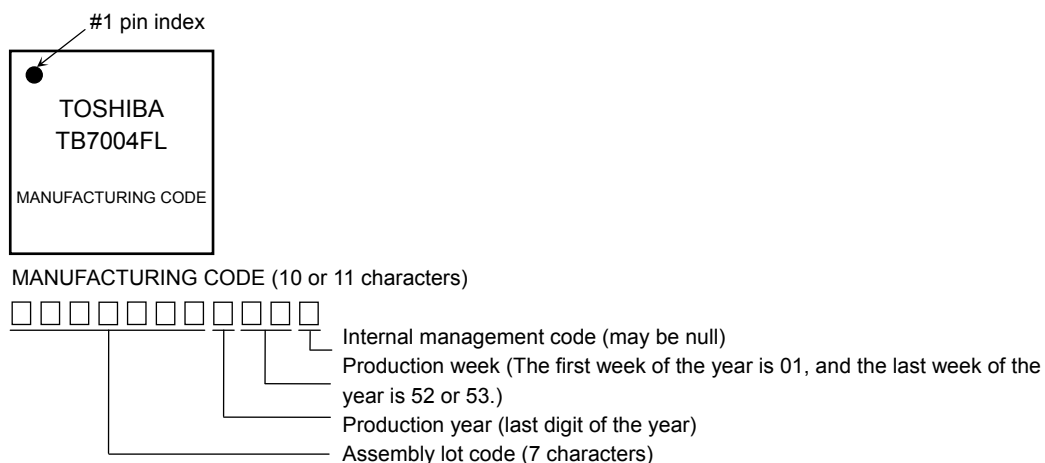 #1 pin index
TOSHIBA
TB7004FL
MANUFACTURING CODE
MANUFACTURING CODE (10 or 11 characters)
Internal management code (may be null)
Production week (The first week of the year is 01, and the last week of the
year is 52 or 53.)
Production year (last digit of the year)
Assembly lot code (7 characters)